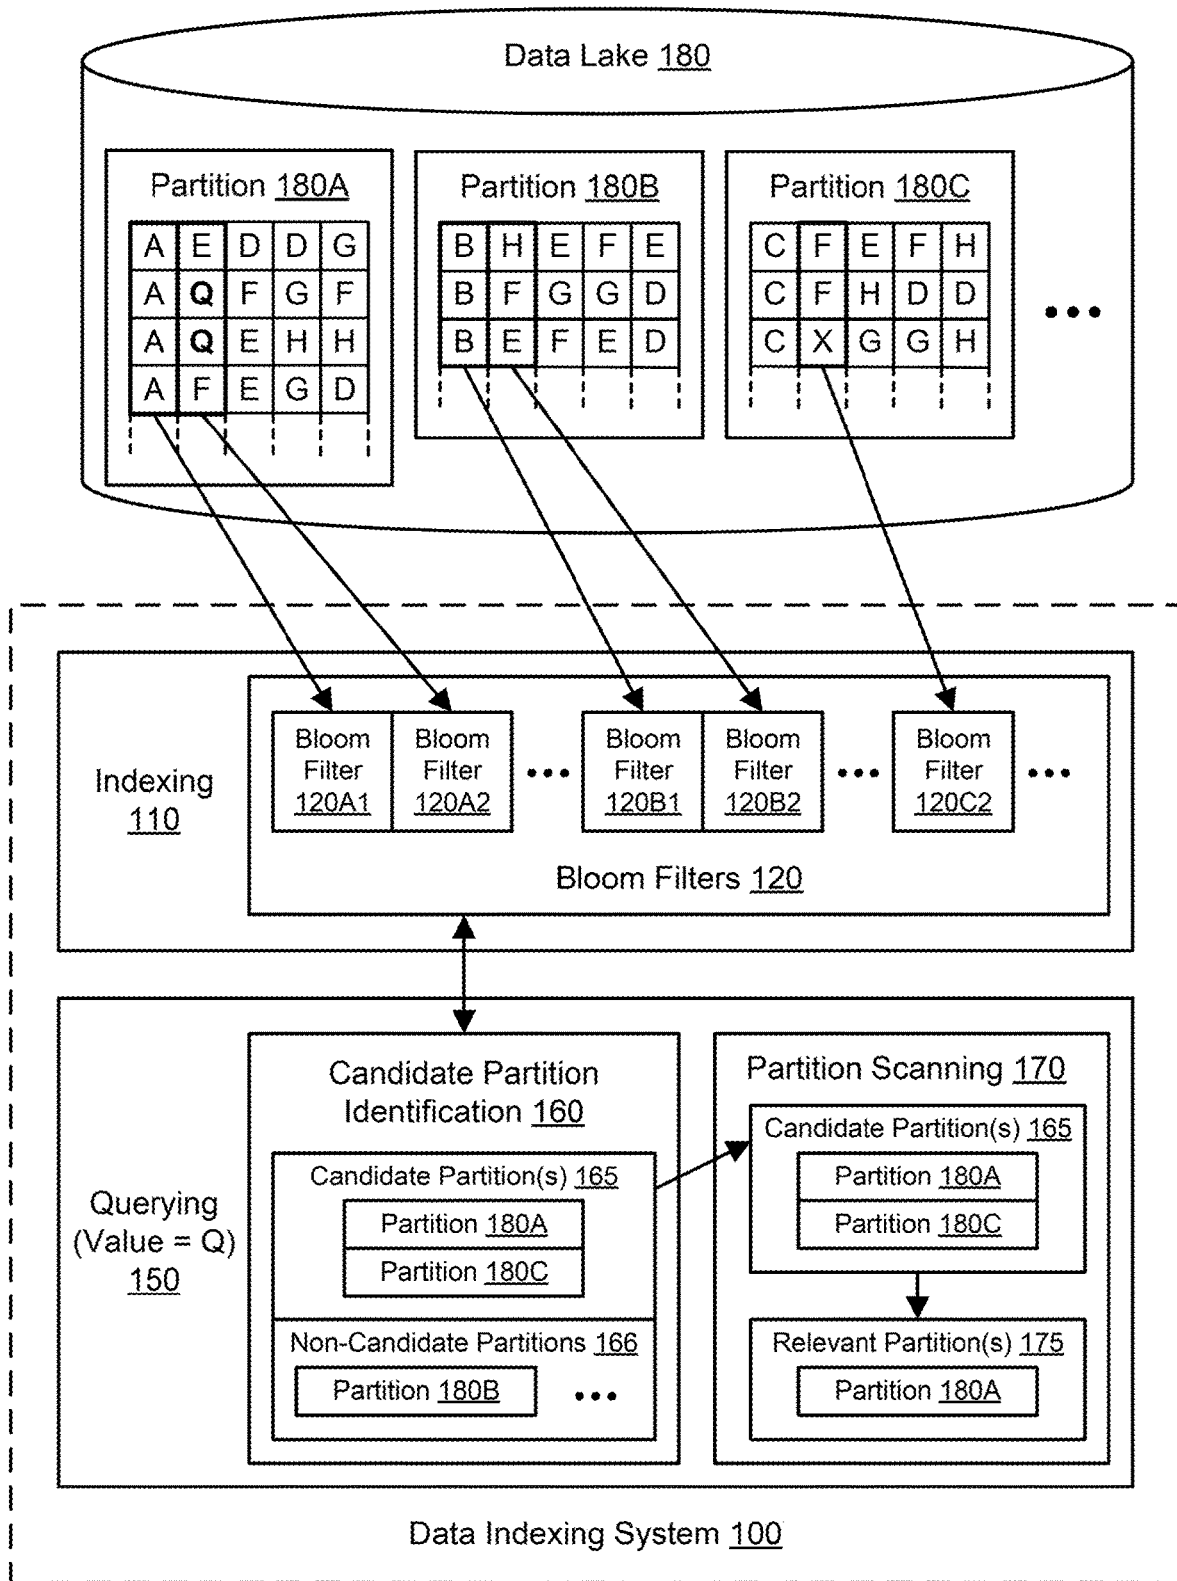 Data Lake 180
Partition 180A
A E D D G
A Q F G F
A Q E H H
A F E G D
Partition 180B
B H E F E
B F G G D
B E F E D
Partition 180C
C F E F H
C F H D D
C X G G H
Indexing
110
Bloom
Filter
120A1
Bloom
Filter
120A2
Bloom
Filter
120B1
Bloom
Filter
120B2
Bloom
Filter
120C2
Bloom Filters 120
Querying
(Value = Q)
150
Candidate Partition
Identification 160
Candidate Partition(s) 165
Partition 180A
Partition 180C
Non-Candidate Partitions 166
Partition 180B
Partition Scanning 170
Candidate Partition(s) 165
Partition 180A
Partition 180C
Relevant Partition(s) 175
Partition 180A
Data Indexing System 100